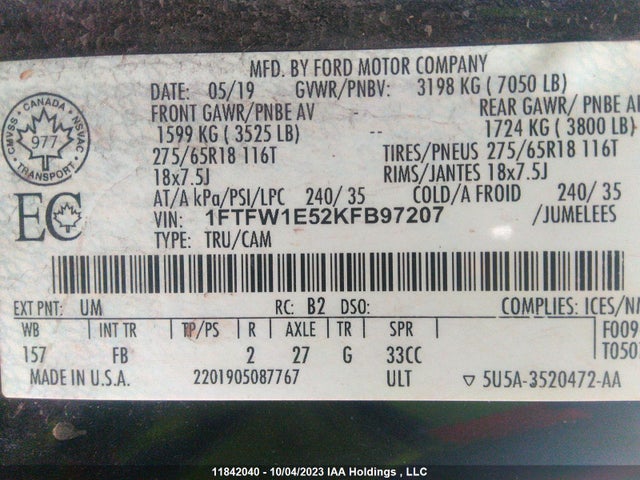 MFD. BY FORD MOTOR COMPANY
DATE: 05/19 GVWR/PNBV: 3198 KG ( 7050 LB)
FRONT GAWR/PNBE AV REAR GAWR/ PNBE
1599 KG ( 3525 LB) -- 1724 KG ( 3800 LB)
275/65R18 116T TIRES/PNEUS 275/65R18 116T
18x7.5J RIMS/JANTES 18x7.5J
AT/A kPa/PSI/LPC 240/ 35 COLD/A FROID 240/ 35
VIN: 1FTFW1E52KFB97207 /JUMELEES
TYPE: TRU/CAM
CANADA
CMVSS NSVAC
977
TRANSPORT
EC
EXT PNT: UM RC: B2 DSO: COMPLIES: ICES/NM
WB INT TR TP/PS R AXLE TR SPR F009
157 FB 2 27 G 33CC T050
MADE IN U.S.A. 2201905087767 ULT ▽ 5U5A-3520472-AA
11842040 - 10/04/2023 IAA Holdings , LLC